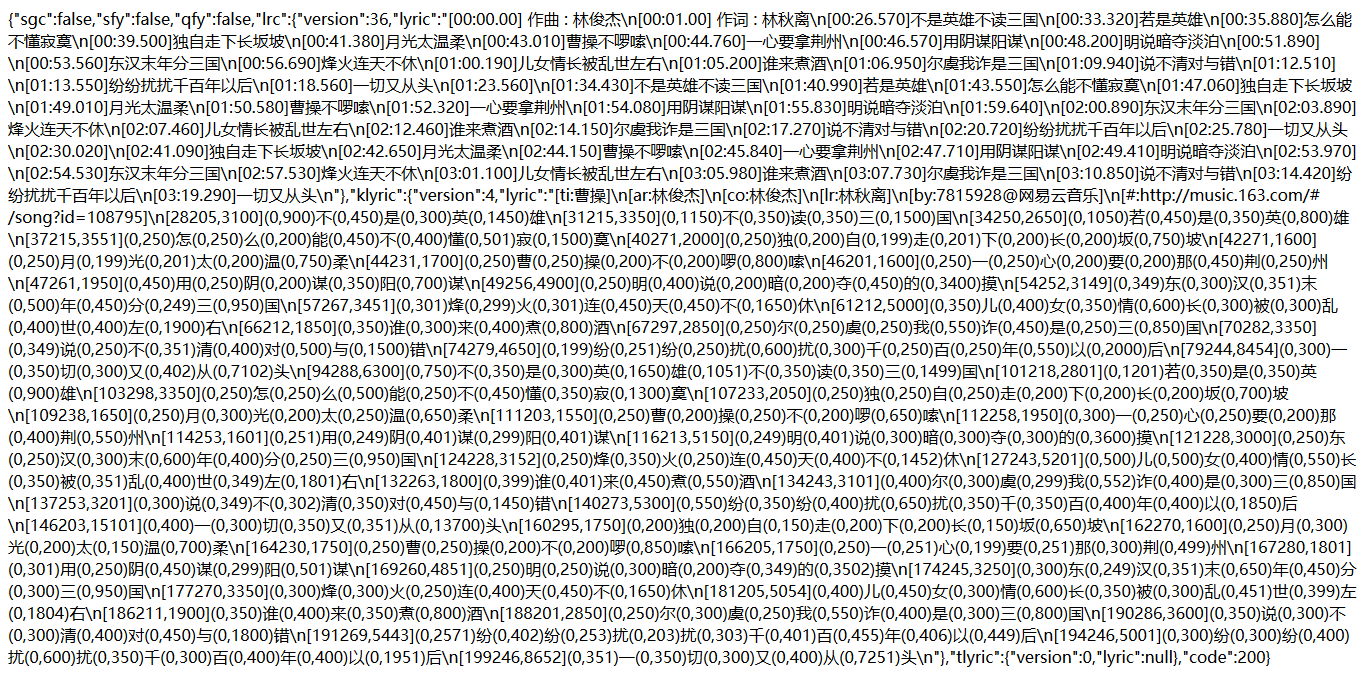 {"sgc":false,"sfy":false,"qfy":false,"lrc":{"version":36,"lyric":"[00:00.00] 作曲 : 林俊杰\n[00:01.00] 作词 : 林秋离\n[00:26.570]不是英雄不读三国\n[00:33.320]若是英雄\n[00:35.880]怎么能
不懂寂寞\n[00:39.500]独自走下长坂坡\n[00:41.380]月光太温柔\n[00:43.010]曹操不啰嗦\n[00:44.760]一心要拿荆州\n[00:46.570]用阴谋阳谋\n[00:48.200]明说暗夺淡泊\n[00:51.890]
\n[00:53.560]东汉末年分三国\n[00:56.690]烽火连天不休\n[01:00.190]儿女情长被乱世左右\n[01:05.200]谁来煮酒\n[01:06.950]尔虞我诈是三国\n[01:09.940]说不清对与错\n[01:12.510]
\n[01:13.550]纷纷扰扰千百年以后\n[01:18.560]一切又从头\n[01:23.560]\n[01:34.430]不是英雄不读三国\n[01:40.990]若是英雄\n[01:43.550]怎么能不懂寂寞\n[01:47.060]独自走下长坂坡
\n[01:49.010]月光太温柔\n[01:50.580]曹操不啰嗦\n[01:52.320]一心要拿荆州\n[01:54.080]用阴谋阳谋\n[01:55.830]明说暗夺淡泊\n[01:59.640]\n[02:00.890]东汉末年分三国\n[02:03.890]
烽火连天不休\n[02:07.460]儿女情长被乱世左右\n[02:12.460]谁来煮酒\n[02:14.150]尔虞我诈是三国\n[02:17.270]说不清对与错\n[02:20.720]纷纷扰扰千百年以后\n[02:25.780]一切又从头
\n[02:30.020]\n[02:41.090]独自走下长坂坡\n[02:42.650]月光太温柔\n[02:44.150]曹操不啰嗦\n[02:45.840]一心要拿荆州\n[02:47.710]用阴谋阳谋\n[02:49.410]明说暗夺淡泊\n[02:53.970]
\n[02:54.530]东汉末年分三国\n[02:57.530]烽火连天不休\n[03:01.100]儿女情长被乱世左右\n[03:05.980]谁来煮酒\n[03:07.730]尔虞我诈是三国\n[03:10.850]说不清对与错\n[03:14.420]纷
纷扰扰千百年以后\n[03:19.290]一切又从头\n"},"klyric":{"version":4,"lyric":"[ti:曹操]\n[ar:林俊杰]\n[co:林俊杰]\n[lr:林秋离]\n[by:7815928@网易云音乐]\n[#:http://music.163.com/#
/song?id=108795]\n[28205,3100](0,900)不(0,450)是(0,300)英(0,1450)雄\n[31215,3350](0,1150)不(0,350)读(0,350)三(0,1500)国\n[34250,2650](0,1050)若(0,450)是(0,350)英(0,800)雄
\n[37215,3551](0,250)怎(0,250)么(0,200)能(0,450)不(0,400)懂(0,501)寂(0,1500)寞\n[40271,2000](0,250)独(0,200)自(0,199)走(0,201)下(0,200)长(0,200)坂(0,750)坡\n[42271,1600]
(0,250)月(0,199)光(0,201)太(0,200)温(0,750)柔\n[44231,1700](0,250)曹(0,250)操(0,200)不(0,200)啰(0,800)嗦\n[46201,1600](0,250)一(0,250)心(0,200)要(0,200)那(0,450)荆(0,250)州
\n[47261,1950](0,450)用(0,250)阴(0,200)谋(0,350)阳(0,700)谋\n[49256,4900](0,250)明(0,400)说(0,200)暗(0,200)夺(0,450)的(0,3400)摸\n[54252,3149](0,349)东(0,300)汉(0,351)末
(0,500)年(0,450)分(0,249)三(0,950)国\n[57267,3451](0,301)烽(0,299)火(0,301)连(0,450)天(0,450)不(0,1650)休\n[61212,5000](0,350)儿(0,400)女(0,350)情(0,600)长(0,300)被(0,300)乱
(0,400)世(0,400)左(0,1900)右\n[66212,1850](0,350)谁(0,300)来(0,400)煮(0,800)酒\n[67297,2850](0,250)尔(0,250)虞(0,250)我(0,550)诈(0,450)是(0,250)三(0,850)国\n[70282,3350]
(0,349)说(0,250)不(0,351)清(0,400)对(0,500)与(0,1500)错\n[74279,4650](0,199)纷(0,251)纷(0,250)扰(0,600)扰(0,300)千(0,250)百(0,250)年(0,550)以(0,2000)后\n[79244,8454](0,300)一
(0,350)切(0,300)又(0,402)从(0,7102)头\n[94288,6300](0,750)不(0,350)是(0,300)英(0,1650)雄(0,1051)不(0,350)读(0,350)三(0,1499)国\n[101218,2801](0,1201)若(0,350)是(0,350)英
(0,900)雄\n[103298,3350](0,250)怎(0,250)么(0,500)能(0,250)不(0,450)懂(0,350)寂(0,1300)寞\n[107233,2050](0,250)独(0,250)自(0,250)走(0,200)下(0,200)长(0,200)坂(0,700)坡
\n[109238,1650](0,250)月(0,300)光(0,200)太(0,250)温(0,650)柔\n[111203,1550](0,250)曹(0,200)操(0,250)不(0,200)啰(0,650)嗦\n[112258,1950](0,300)一(0,250)心(0,250)要(0,200)那
(0,400)荆(0,550)州\n[114253,1601](0,251)用(0,249)阴(0,401)谋(0,299)阳(0,401)谋\n[116213,5150](0,249)明(0,401)说(0,300)暗(0,300)夺(0,300)的(0,3600)摸\n[121228,3000](0,250)东
(0,250)汉(0,300)末(0,600)年(0,400)分(0,250)三(0,950)国\n[124228,3152](0,250)烽(0,350)火(0,250)连(0,450)天(0,400)不(0,1452)休\n[127243,5201](0,500)儿(0,500)女(0,400)情(0,550)长
(0,350)被(0,351)乱(0,400)世(0,349)左(0,1801)右\n[132263,1800](0,399)谁(0,401)来(0,450)煮(0,550)酒\n[134243,3101](0,400)尔(0,300)虞(0,299)我(0,552)诈(0,400)是(0,300)三(0,850)国
\n[137253,3201](0,300)说(0,349)不(0,302)清(0,350)对(0,450)与(0,1450)错\n[140273,5300](0,550)纷(0,350)纷(0,400)扰(0,650)扰(0,350)千(0,350)百(0,400)年(0,400)以(0,1850)后
\n[146203,15101](0,400)一(0,300)切(0,350)又(0,351)从(0,13700)头\n[160295,1750](0,200)独(0,200)自(0,150)走(0,200)下(0,200)长(0,150)坂(0,650)坡\n[162270,1600](0,250)月(0,300)
光(0,200)太(0,150)温(0,700)柔\n[164230,1750](0,250)曹(0,250)操(0,200)不(0,200)啰(0,850)嗦\n[166205,1750](0,250)一(0,251)心(0,199)要(0,251)那(0,300)荆(0,499)州\n[167280,1801]
(0,301)用(0,250)阴(0,450)谋(0,299)阳(0,501)谋\n[169260,4851](0,250)明(0,250)说(0,300)暗(0,200)夺(0,349)的(0,3502)摸\n[174245,3250](0,300)东(0,249)汉(0,351)末(0,650)年(0,450)分
(0,300)三(0,950)国\n[177270,3350](0,300)烽(0,300)火(0,250)连(0,400)天(0,450)不(0,1650)休\n[181205,5054](0,400)儿(0,450)女(0,300)情(0,600)长(0,350)被(0,300)乱(0,451)世(0,399)左
(0,1804)右\n[186211,1900](0,350)谁(0,400)来(0,350)煮(0,800)酒\n[188201,2850](0,250)尔(0,300)虞(0,250)我(0,550)诈(0,400)是(0,300)三(0,800)国\n[190286,3600](0,350)说(0,300)不
(0,300)清(0,400)对(0,450)与(0,1800)错\n[191269,5443](0,2571)纷(0,402)纷(0,253)扰(0,203)扰(0,303)千(0,401)百(0,455)年(0,406)以(0,449)后\n[194246,5001](0,300)纷(0,300)纷(0,400)
扰(0,600)扰(0,350)千(0,300)百(0,400)年(0,400)以(0,1951)后\n[199246,8652](0,351)一(0,350)切(0,300)又(0,400)从(0,7251)头\n"},"tlyric":{"version":0,"lyric":null},"code":200}